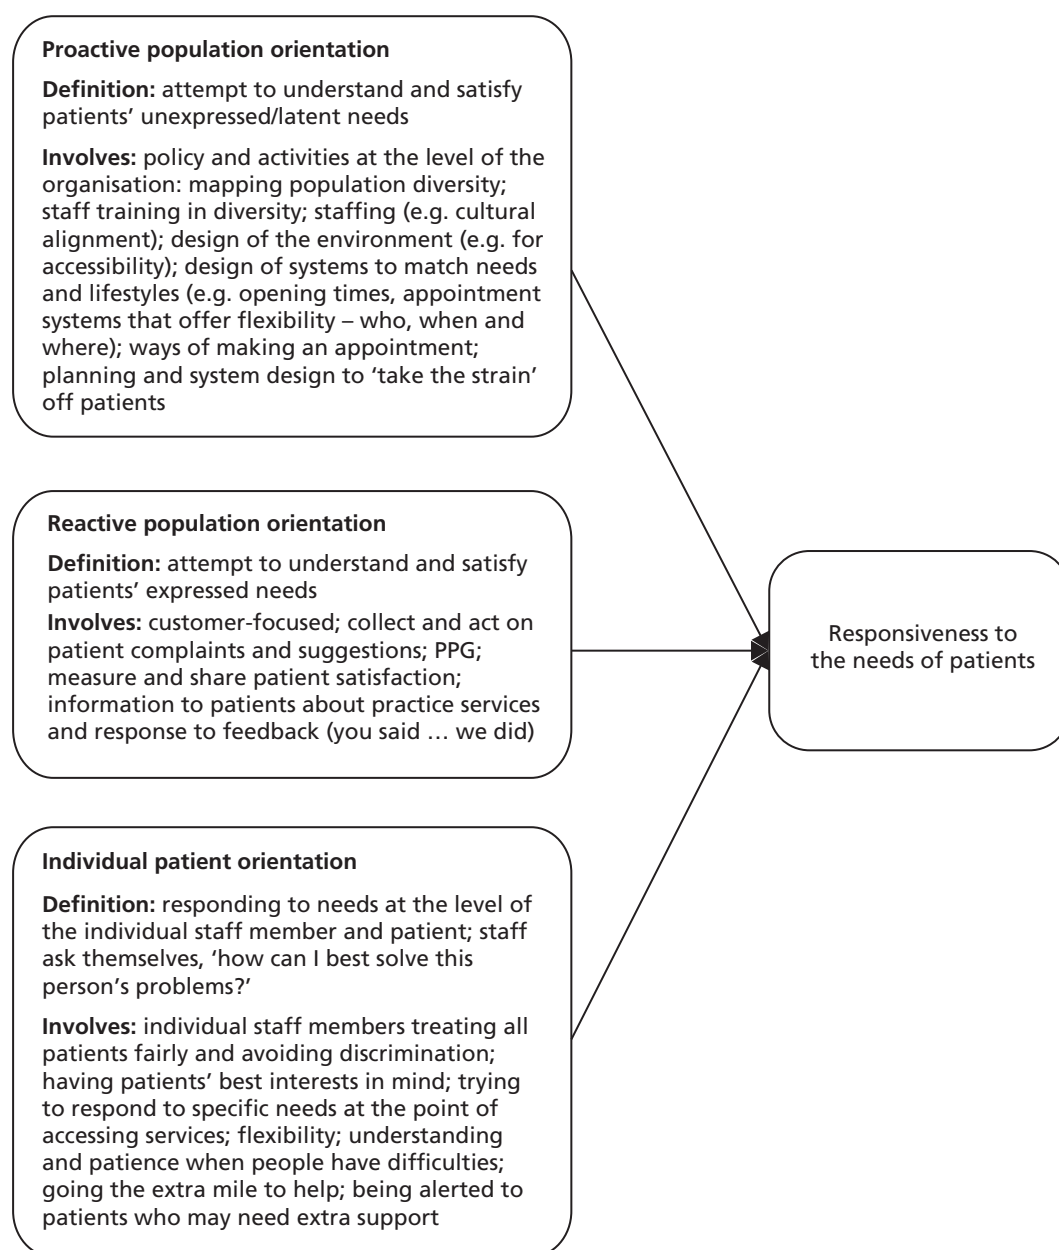 Proactive population orientation
Definition: attempt to understand and satisfy
patients’ unexpressed/latent needs
Involves: policy and activities at the level of the
organisation: mapping population diversity;
staff training in diversity; staffing (e.g. cultural
alignment); design of the environment (e.g. for
accessibility); design of systems to match needs
and lifestyles (e.g. opening times, appointment
systems that offer flexibility – who, when and
where); ways of making an appointment;
planning and system design to ‘take the strain’
off patients
Reactive population orientation
Definition: attempt to understand and satisfy
patients’ expressed needs
Involves: customer-focused; collect and act on
patient complaints and suggestions; PPG;
measure and share patient satisfaction;
information to patients about practice services
and response to feedback (you said … we did)
Individual patient orientation
Definition: responding to needs at the level of
the individual staff member and patient; staff
ask themselves, ‘how can I best solve this
person’s problems?’
Involves: individual staff members treating all
patients fairly and avoiding discrimination;
having patients’ best interests in mind; trying
to respond to specific needs at the point of
accessing services; flexibility; understanding
and patience when people have difficulties;
going the extra mile to help; being alerted to
patients who may need extra support
Responsiveness to
the needs of patients